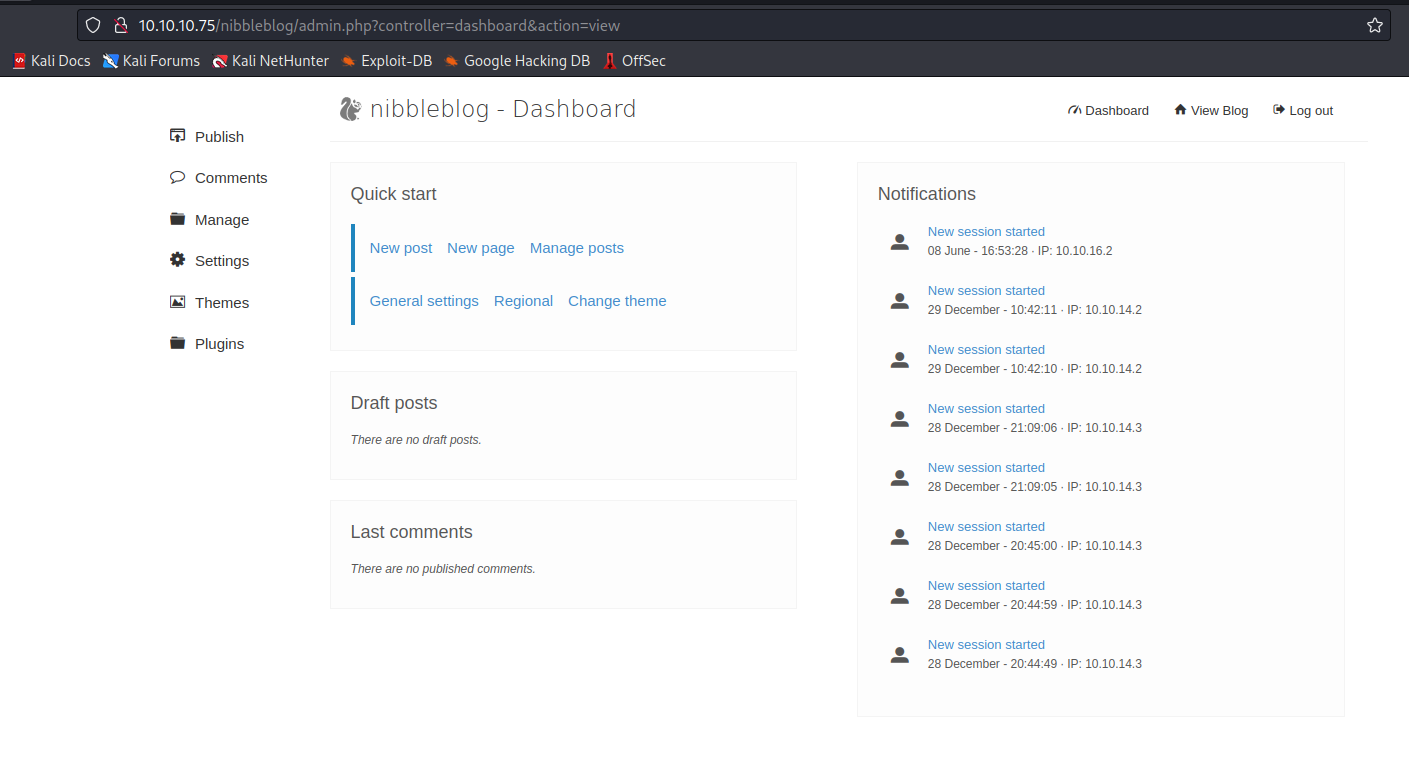 10.10.10.75/nibbleblog/admin.php?controller=dashboard&action=view
Kali Docs Kali Forums Kali NetHunter Exploit-DB Google Hacking DB OffSec
nibbleblog - Dashboard
Dashboard View Blog Log out
Publish
Comments
Manage
Settings
Themes
Plugins
Quick start
New post New page Manage posts
General settings Regional Change theme
Draft posts
There are no draft posts.
Last comments
There are no published comments.
Notifications
New session started
08 June - 16:53:28 · IP: 10.10.16.2
New session started
29 December - 10:42:11 · IP: 10.10.14.2
New session started
29 December - 10:42:10 · IP: 10.10.14.2
New session started
28 December - 21:09:06 · IP: 10.10.14.3
New session started
28 December - 21:09:05 · IP: 10.10.14.3
New session started
28 December - 20:45:00 · IP: 10.10.14.3
New session started
28 December - 20:44:59 · IP: 10.10.14.3
New session started
28 December - 20:44:49 · IP: 10.10.14.3